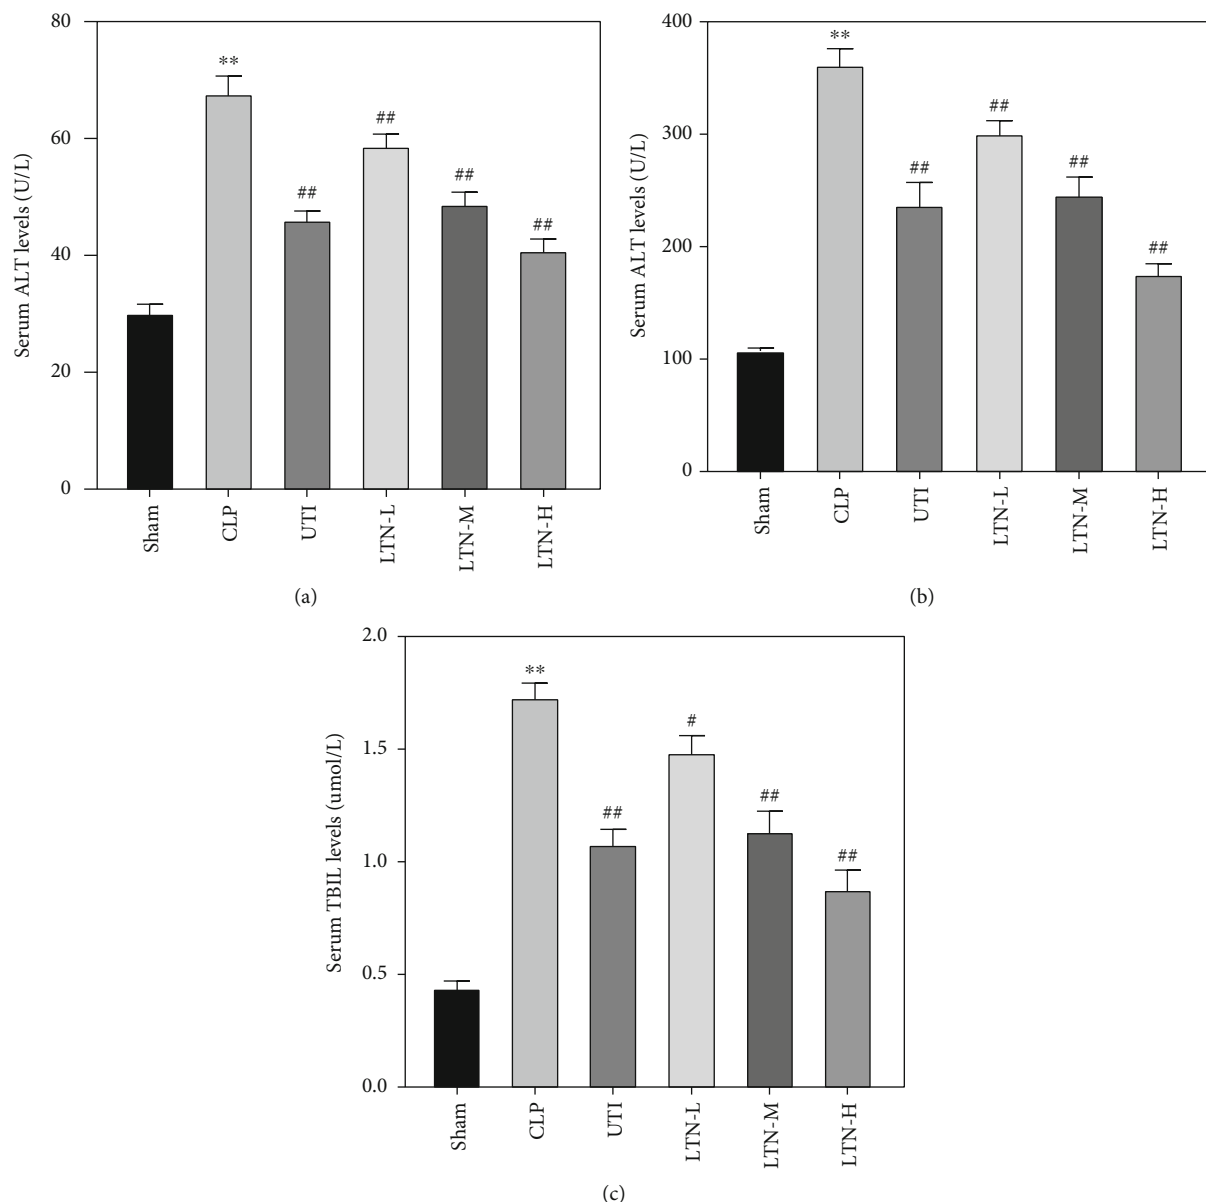 80
60
40
20
0
Serum ALT levels (U/L)
**
##
##
##
##
Sham
CLP
UTI
LTN-L
LTN-M
LTN-H
(a)
400
300
200
100
0
Serum ALT levels (U/L)
**
##
##
##
##
Sham
CLP
UTI
LTN-L
LTN-M
LTN-H
(b)
2.0
1.5
1.0
0.5
0.0
Serum TBIL levels (umol/L)
**
##
#
##
##
Sham
CLP
UTI
LTN-L
LTN-M
LTN-H
(c)